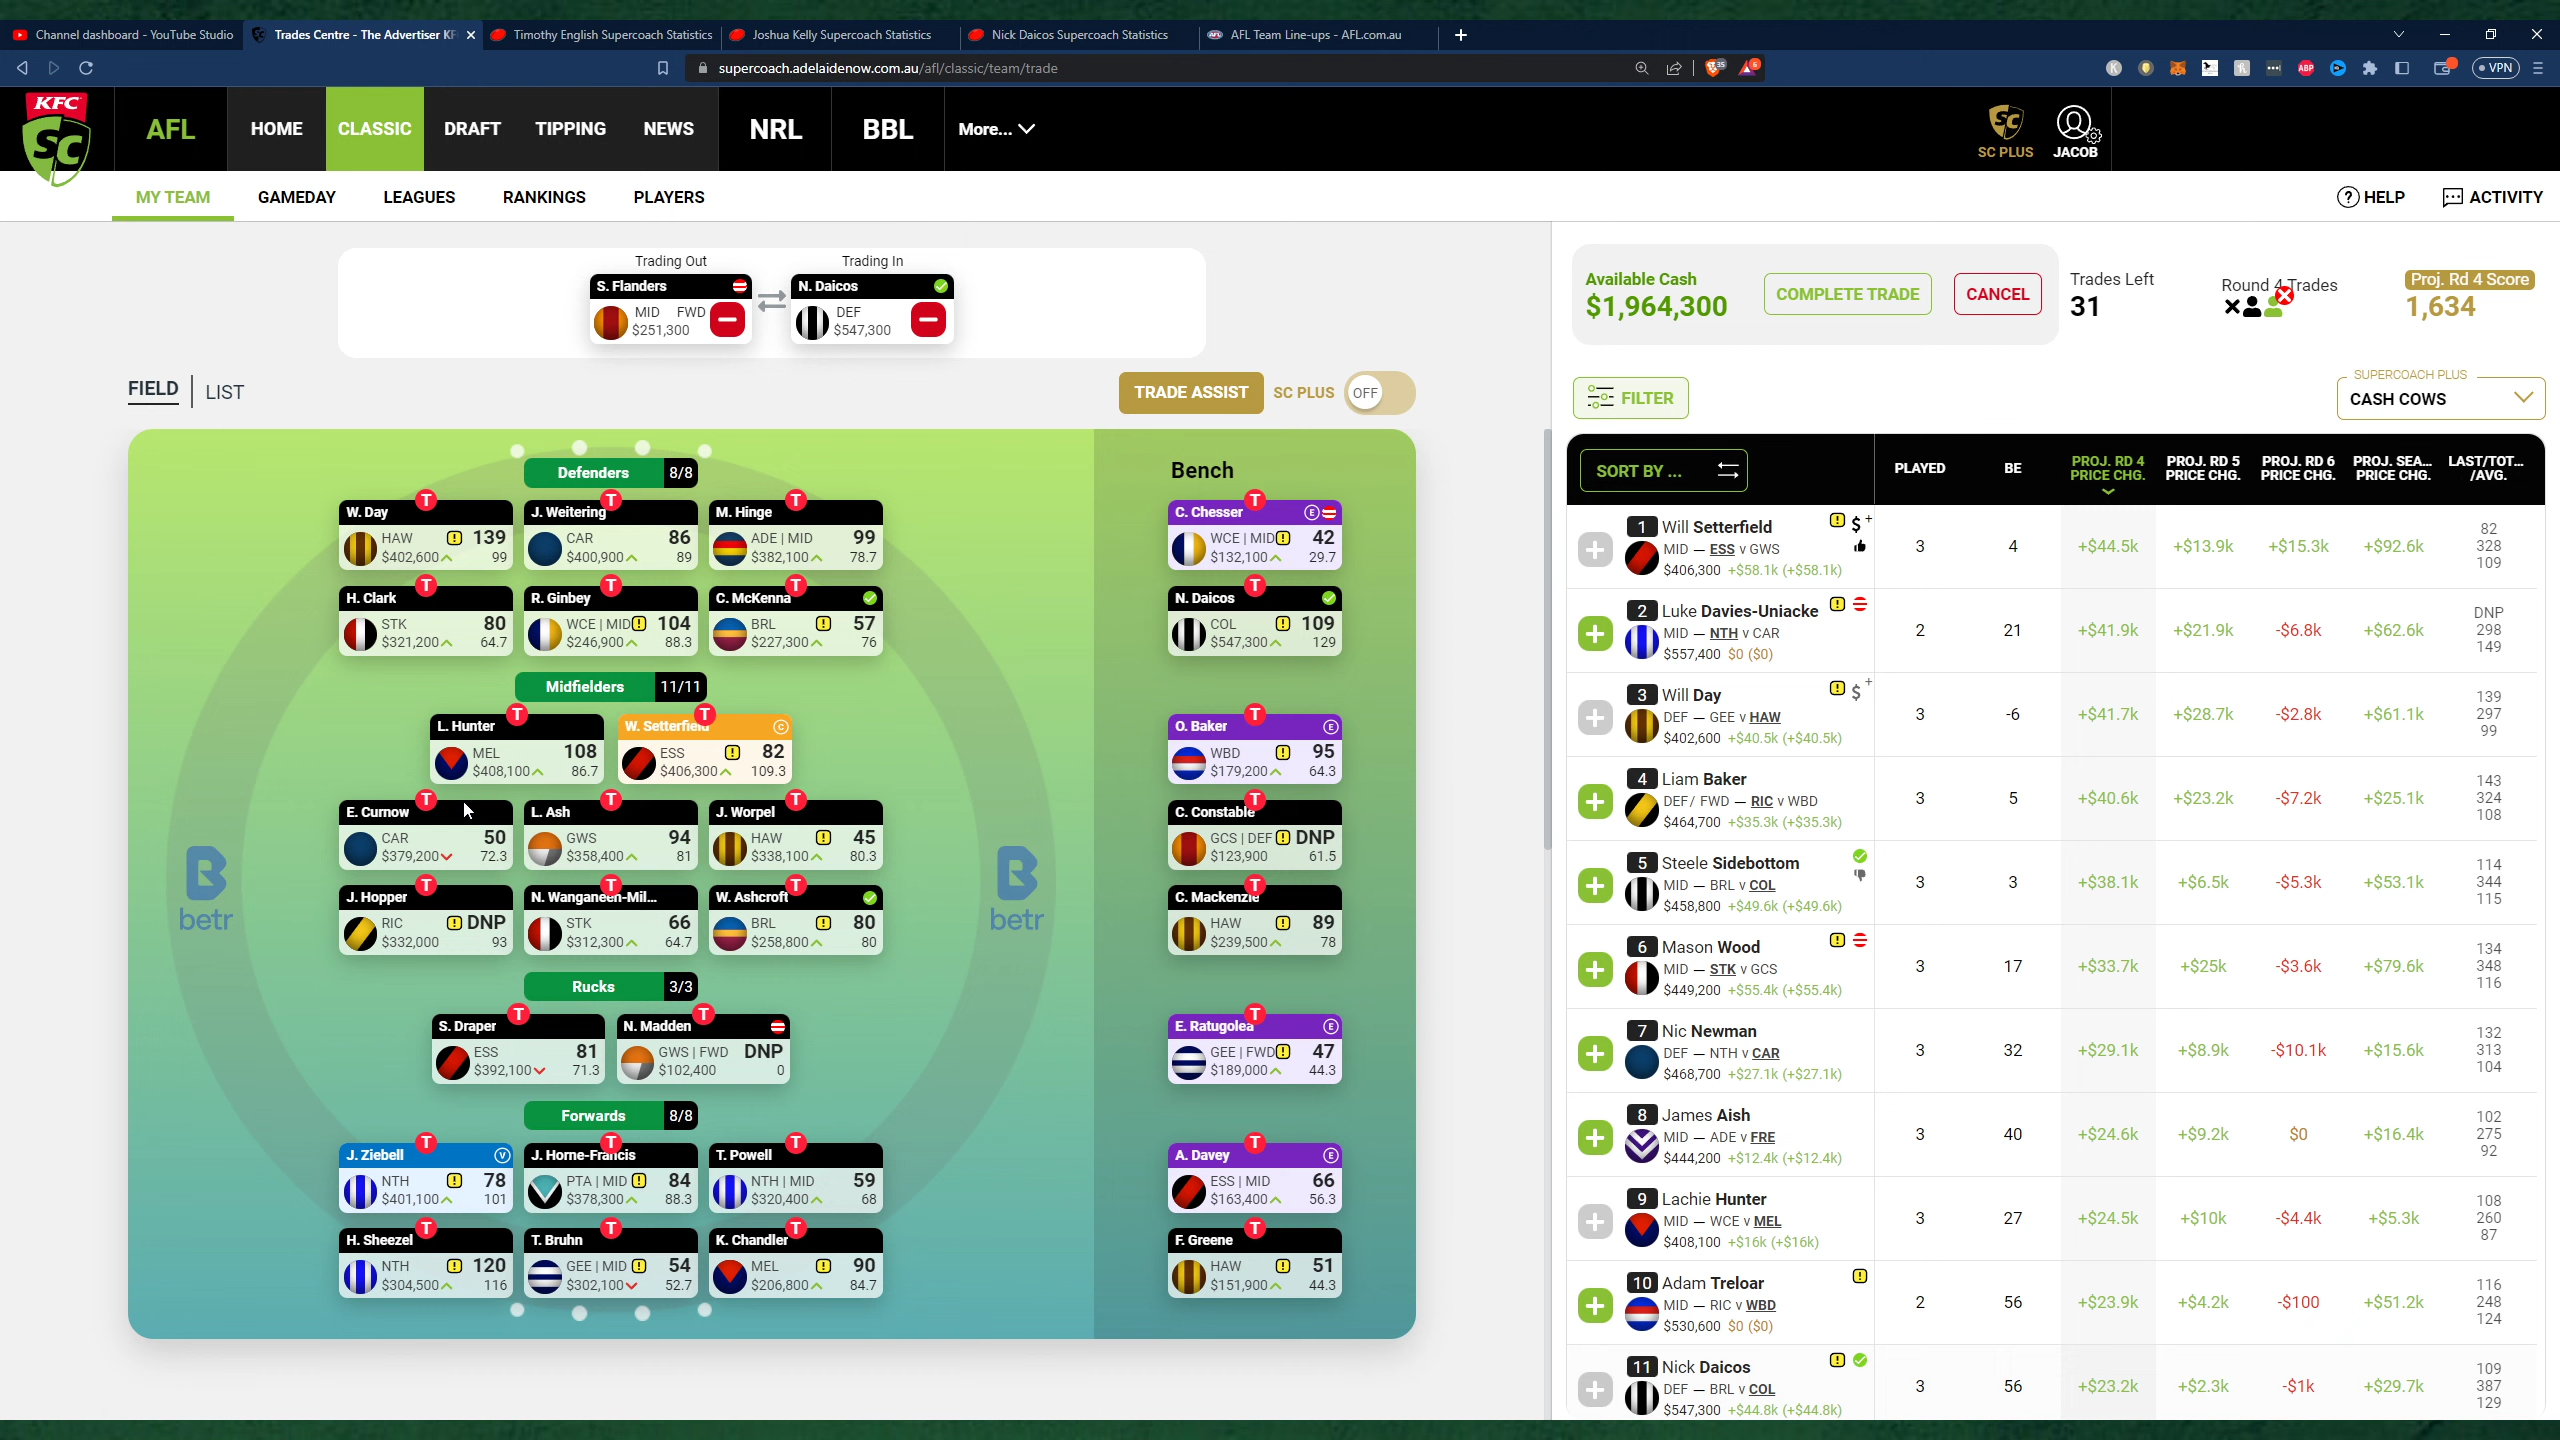 Channel dashboard - YouTube Studio
Trades Centre - The Advertiser KF
Timothy English Supercoach Statistics
Joshua Kelly Supercoach Statistics
Nick Daicos Supercoach Statistics
AFL Team Line-ups - AFL.com.au
supercoach.adelaidenow.com.au/afl/classic/team/trade
VPN
KFC
SC
AFL
HOME
CLASSIC
DRAFT
TIPPING
NEWS
NRL
BBL
More...
SC PLUS
JACOB
MY TEAM
GAMEDAY
LEAGUES
RANKINGS
PLAYERS
HELP
ACTIVITY
Trading Out
Trading In
S. Flanders
MID FWD
$251,300
N. Daicos
DEF
$547,300
Available Cash
$1,964,300
COMPLETE TRADE
CANCEL
Trades Left
31
Round 4 Trades
Proj. Rd 4 Score
1,634
FIELD
LIST
TRADE ASSIST
SC PLUS
OFF
FILTER
SUPERCOACH PLUS
CASH COWS
Defenders 8/8
Bench
W. Day
HAW 139
$402,600 99
J. Weitering
CAR 86
$400,900 89
M. Hinge
ADE | MID 99
$382,100 78.7
C. Chesser
WCE | MID 42
$132,100 29.7
H. Clark
STK 80
$321,200 64.7
R. Ginbey
WCE | MID 104
$246,900 88.3
C. McKenna
BRL 57
$227,300 76
N. Daicos
COL 109
$547,300 129
Midfielders 11/11
L. Hunter
MEL 108
$408,100 86.7
W. Setterfield
ESS 82
$406,300 109.3
O. Baker
WBD 95
$179,200 64.3
E. Curnow
CAR 50
$379,200 72.3
L. Ash
GWS 94
$358,400 81
J. Worpel
HAW 45
$338,100 80.3
C. Constable
GCS | DEF DNP
$123,900 61.5
J. Hopper
RIC DNP
$332,000 93
N. Wanganeen-Mil...
STK 66
$312,300 64.7
W. Ashcroft
BRL 80
$258,800 80
C. Mackenzie
HAW 89
$239,500 78
betr
betr
Rucks 3/3
S. Draper
ESS 81
$392,100 71.3
N. Madden
GWS | FWD DNP
$102,400 0
E. Ratugolea
GEE | FWD 47
$189,000 44.3
Forwards 8/8
J. Ziebell
NTH 78
$401,100 101
J. Horne-Francis
PTA | MID 84
$378,300 88.3
T. Powell
NTH | MID 59
$320,400 68
A. Davey
ESS | MID 66
$163,400 56.3
H. Sheezel
NTH 120
$304,500 116
T. Bruhn
GEE | MID 54
$302,100 52.7
K. Chandler
MEL 90
$206,800 84.7
F. Greene
HAW 51
$151,900 44.3
SORT BY ...
PLAYED
BE
PROJ. RD 4 PRICE CHG.
PROJ. RD 5 PRICE CHG.
PROJ. RD 6 PRICE CHG.
PROJ. SEA... PRICE CHG.
LAST/TOT... /AVG.
1 Will Setterfield
MID — ESS v GWS
$406,300 +$58.1k (+$58.1k)
3 4 +$44.5k +$13.9k +$15.3k +$92.6k
82
328
109
2 Luke Davies-Uniacke
MID — NTH v CAR
$557,400 $0 ($0)
2 21 +$41.9k +$21.9k -$6.8k +$62.6k
DNP
298
149
3 Will Day
DEF — GEE v HAW
$402,600 +$40.5k (+$40.5k)
3 -6 +$41.7k +$28.7k -$2.8k +$61.1k
139
297
99
4 Liam Baker
DEF/ FWD — RIC v WBD
$464,700 +$35.3k (+$35.3k)
3 5 +$40.6k +$23.2k -$7.2k +$25.1k
143
324
108
5 Steele Sidebottom
MID — BRL v COL
$458,800 +$49.6k (+$49.6k)
3 3 +$38.1k +$6.5k -$5.3k +$53.1k
114
344
115
6 Mason Wood
MID — STK v GCS
$449,200 +$55.4k (+$55.4k)
3 17 +$33.7k +$25k -$3.6k +$79.6k
134
348
116
7 Nic Newman
DEF — NTH v CAR
$468,700 +$27.1k (+$27.1k)
3 32 +$29.1k +$8.9k -$10.1k +$15.6k
132
313
104
8 James Aish
MID — ADE v FRE
$444,200 +$12.4k (+$12.4k)
3 40 +$24.6k +$9.2k $0 +$16.4k
102
275
92
9 Lachie Hunter
MID — WCE v MEL
$408,100 +$16k (+$16k)
3 27 +$24.5k +$10k -$4.4k +$5.3k
108
260
87
10 Adam Treloar
MID — RIC v WBD
$530,600 $0 ($0)
2 56 +$23.9k +$4.2k -$100 +$51.2k
116
248
124
11 Nick Daicos
DEF — BRL v COL
$547,300 +$44.8k (+$44.8k)
3 56 +$23.2k +$2.3k -$1k +$29.7k
109
387
129